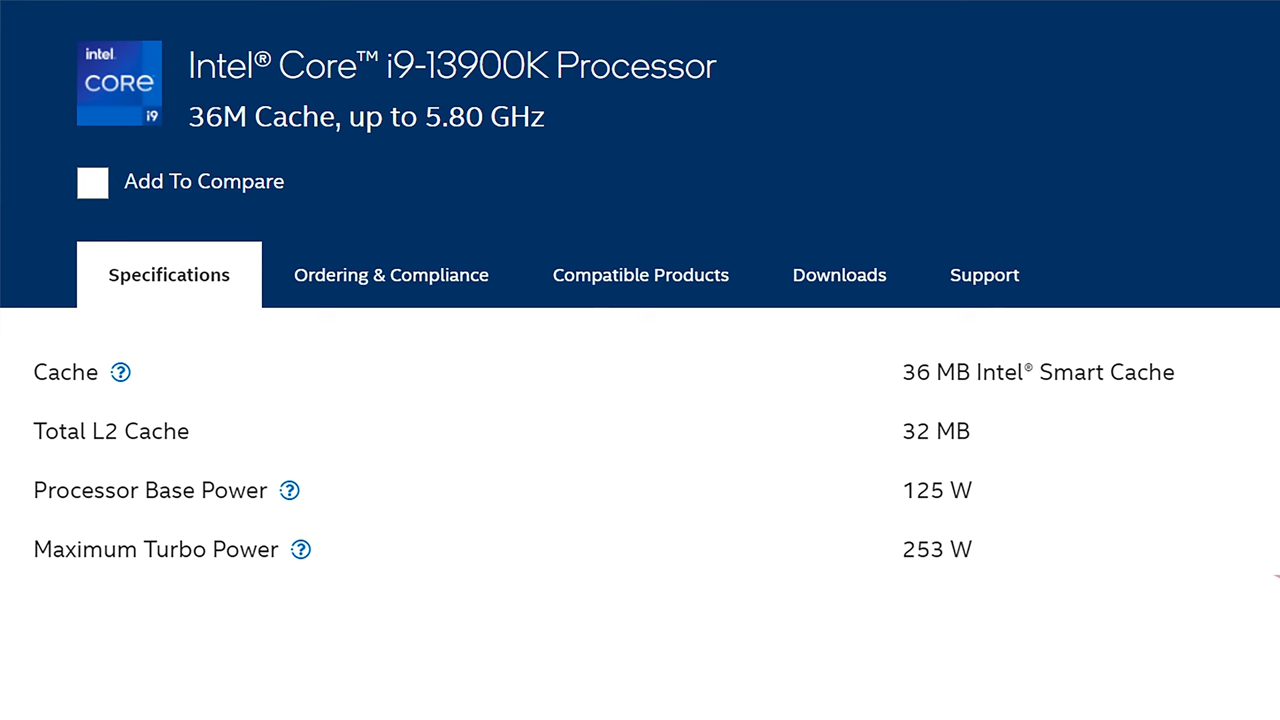 intel.
CORE
i9
Intel® Core™ i9-13900K Processor
36M Cache, up to 5.80 GHz
Add To Compare
Specifications Ordering & Compliance Compatible Products Downloads Support
Cache ? 36 MB Intel® Smart Cache
Total L2 Cache 32 MB
Processor Base Power ? 125 W
Maximum Turbo Power ? 253 W